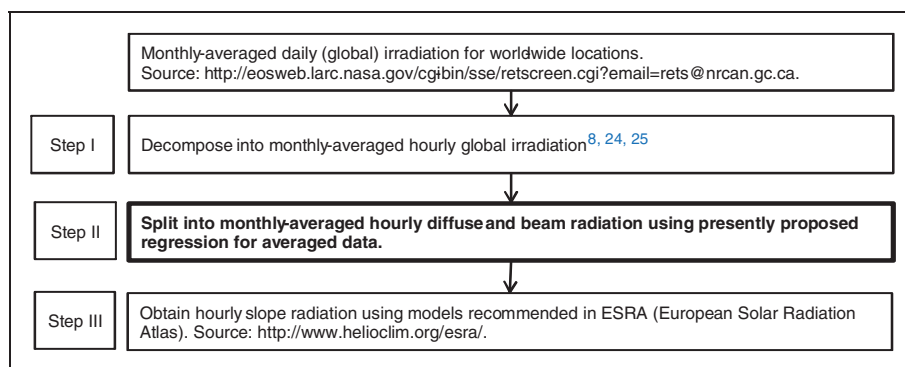 Monthly-averaged daily (global) irradiation for worldwide locations.
Source: http://eosweb.larc.nasa.gov/cgi-bin/sse/retscreen.cgi?email=rets@nrcan.gc.ca.
Step I
Decompose into monthly-averaged hourly global irradiation8, 24, 25
Step II
Split into monthly-averaged hourly diffuse and beam radiation using presently proposed
regression for averaged data.
Step III
Obtain hourly slope radiation using models recommended in ESRA (European Solar Radiation
Atlas). Source: http://www.helioclim.org/esra/.